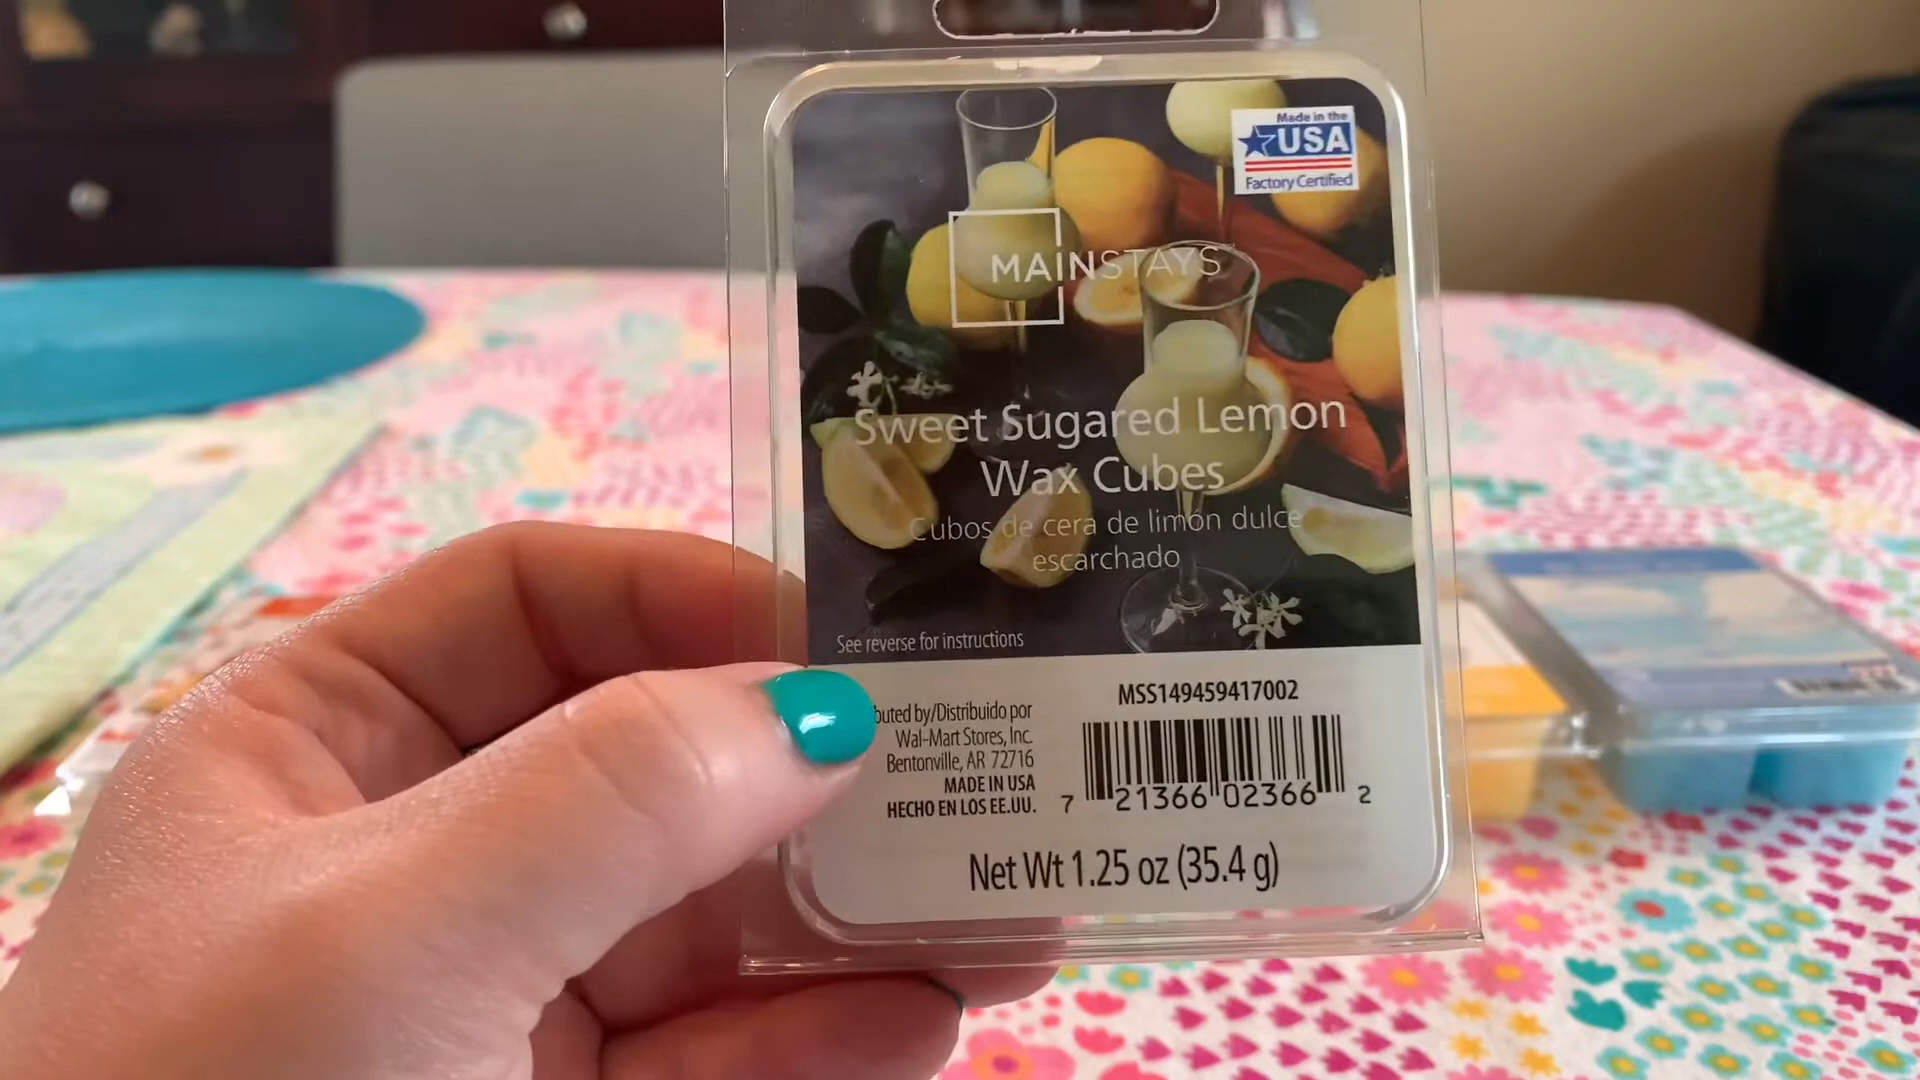 Made in the
USA
Factory Certified
MAINSTAYS
Sweet Sugared Lemon
Wax Cubes
Cubos de cera de limón dulce
escarchado
See reverse for instructions
MSS149459417002
buted by/Distribuido por
Wal-Mart Stores, Inc.
Bentonville, AR 72716
MADE IN USA
HECHO EN LOS EE.UU.
7 21366 02366 2
Net Wt 1.25 oz (35.4 g)